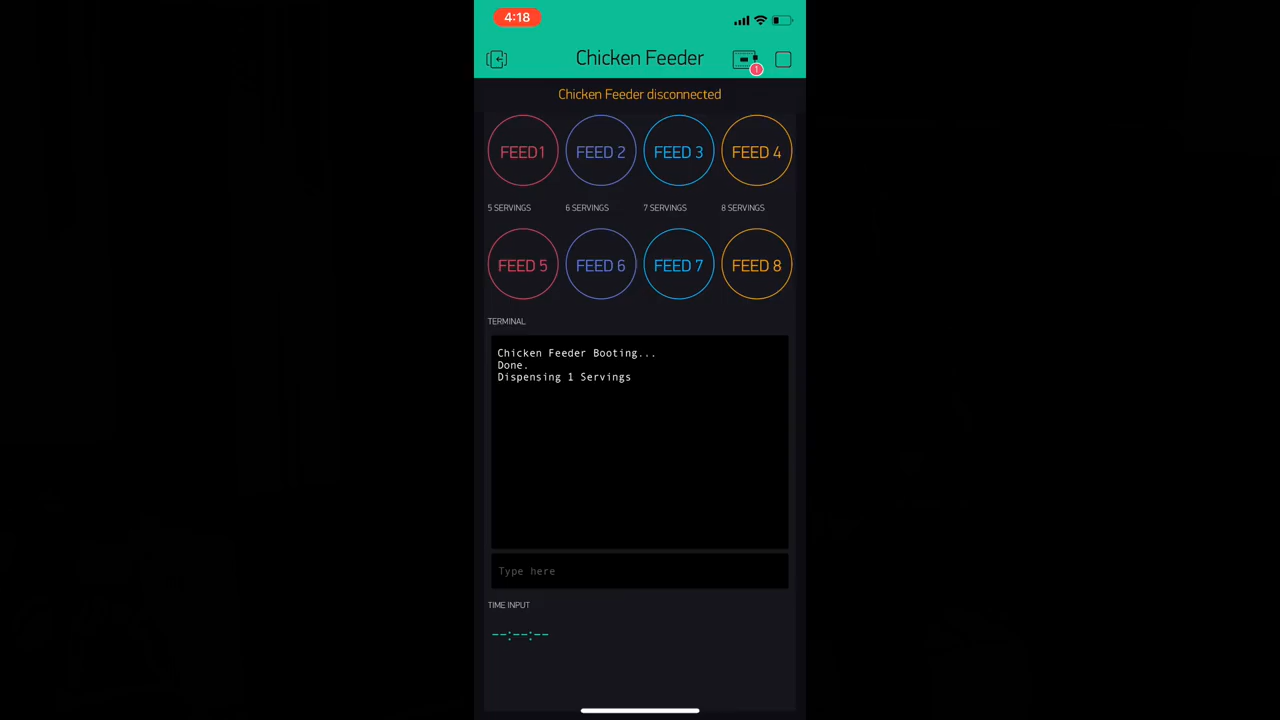 4:18
Chicken Feeder
1
Chicken Feeder disconnected
FEED1 FEED 2 FEED 3 FEED 4
5 SERVINGS 6 SERVINGS 7 SERVINGS 8 SERVINGS
FEED 5 FEED 6 FEED 7 FEED 8
TERMINAL
Chicken Feeder Booting...
Done.
Dispensing 1 Servings
Type here
TIME INPUT
--:--:--